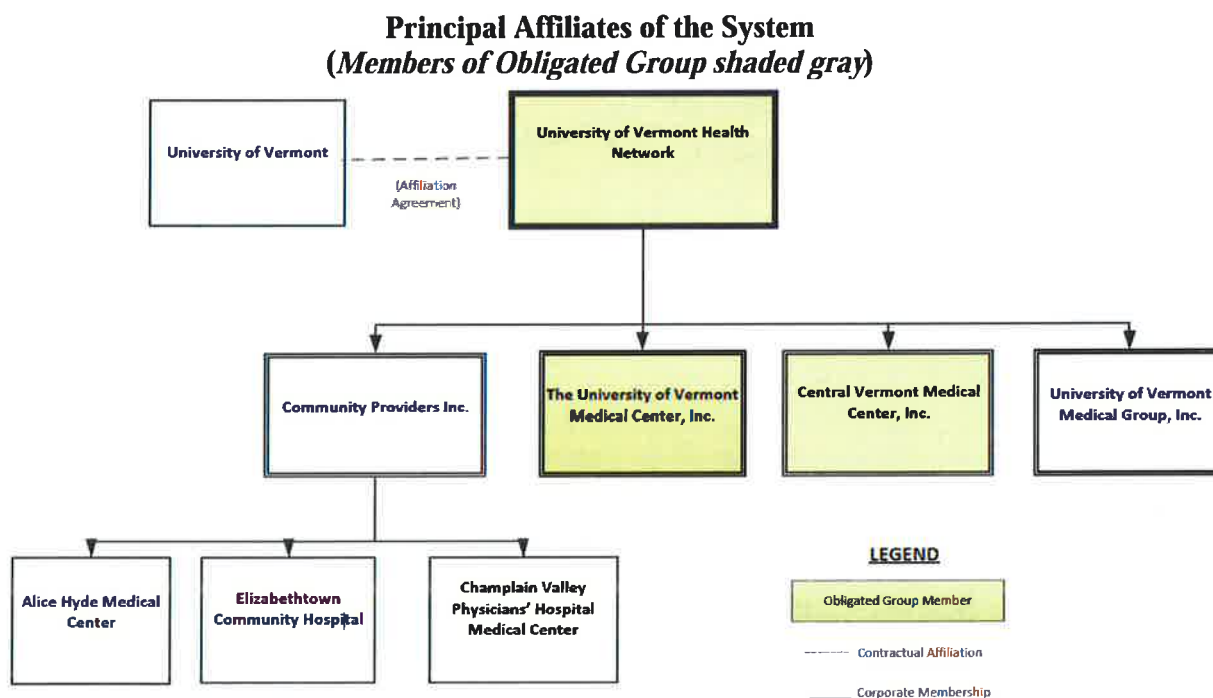 Principal Affiliates of the System
(Members of Obligated Group shaded gray)
University of Vermont
University of Vermont Health
Network
(Affiliation
Agreement)
Community Providers Inc.
The University of Vermont
Medical Center, Inc.
Central Vermont Medical
Center, Inc.
University of Vermont
Medical Group, Inc.
Alice Hyde Medical
Center
Elizabethtown
Community Hospital
Champlain Valley
Physicians' Hospital
Medical Center
LEGEND
Obligated Group Member
Contractual Affiliation
Corporate Membership